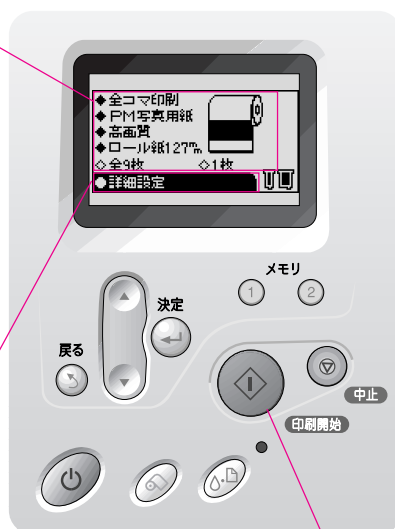 ◆全コマ印刷
◆PM写真用紙
◆高画質
◆ロール紙127㎜
◇全9枚 ◇1枚
●詳細設定
メモリ
1 2
決定
戻る
中止
印刷開始